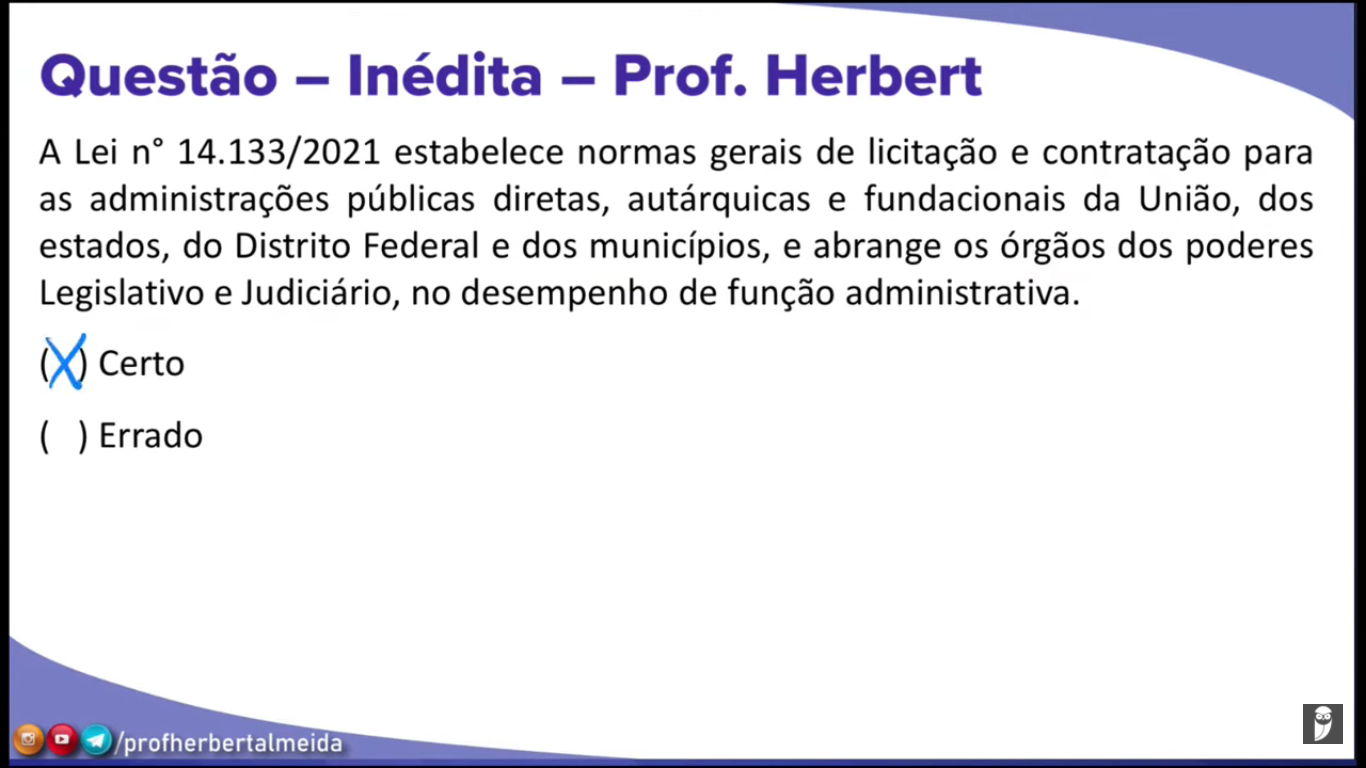 Questão – Inédita – Prof. Herbert
A Lei n° 14.133/2021 estabelece normas gerais de licitação e contratação para
as administrações públicas diretas, autárquicas e fundacionais da União, dos
estados, do Distrito Federal e dos municípios, e abrange os órgãos dos poderes
Legislativo e Judiciário, no desempenho de função administrativa.
(X) Certo
( ) Errado
/profherbertalmeida